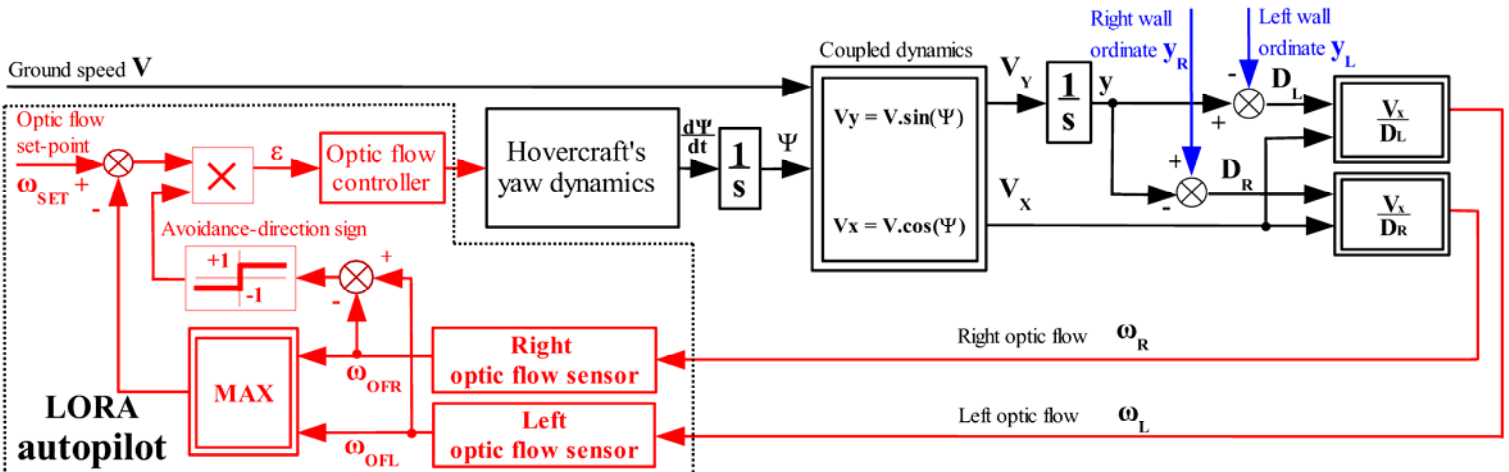 Ground speed V
Optic flow
set-point
ω_SET
+
-
×
ε
Optic flow
controller
Avoidance-direction sign
+1
-1
+
-
MAX
ω_OFR
ω_OFL
Right
optic flow sensor
Left
optic flow sensor
LORA
autopilot
Hovercraft's
yaw dynamics
dΨ
dt
1
s
Ψ
Coupled dynamics
Vy = V.sin(Ψ)
Vx = V.cos(Ψ)
V_Y
V_X
1
s
y
Right wall
ordinate y_R
Left wall
ordinate y_L
-
+
D_L
+
-
D_R
V_x
D_L
V_x
D_R
Right optic flow ω_R
Left optic flow ω_L